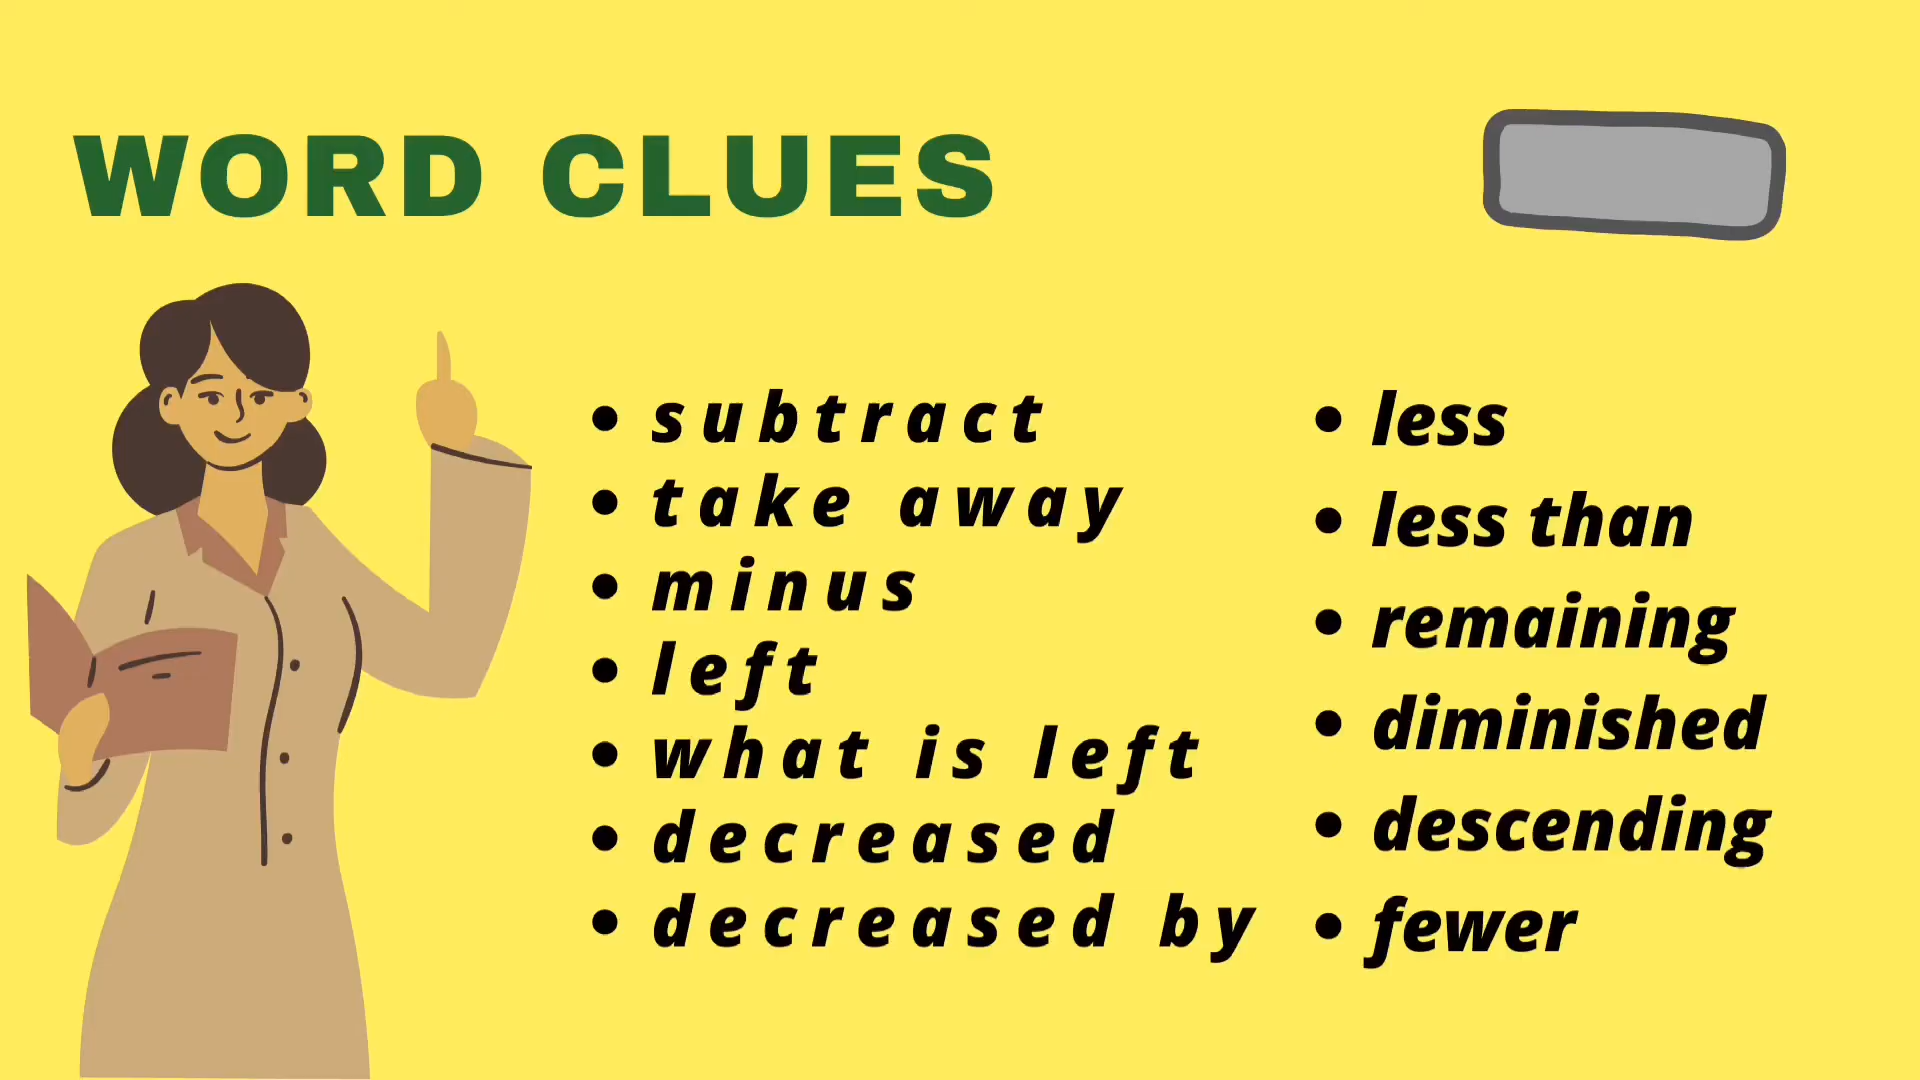 WORD CLUES
• subtract
• take away
• minus
• left
• what is left
• decreased
• decreased by
• less
• less than
• remaining
• diminished
• descending
• fewer